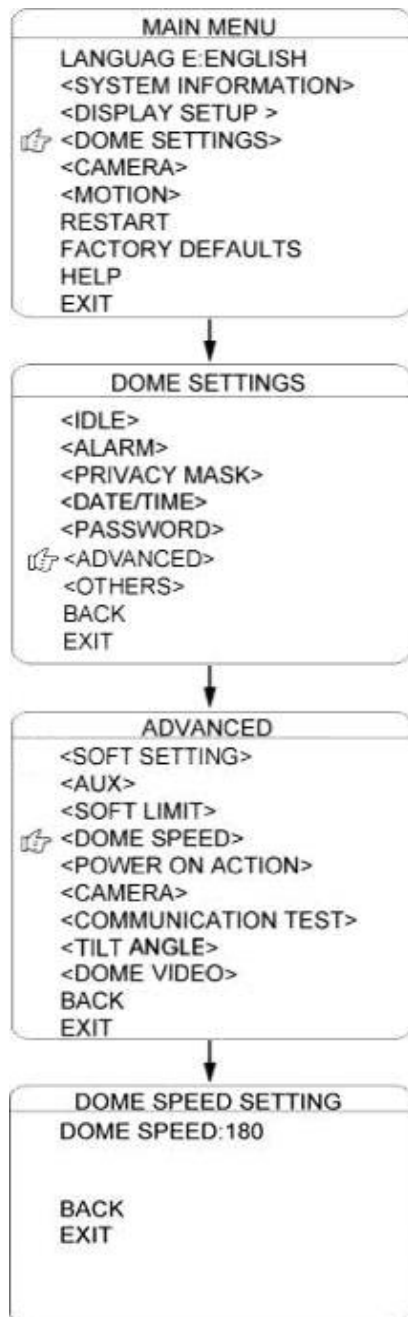 MAIN MENU
LANGUAG E:ENGLISH
<SYSTEM INFORMATION>
<DISPLAY SETUP >
<DOME SETTINGS>
<CAMERA>
<MOTION>
RESTART
FACTORY DEFAULTS
HELP
EXIT
DOME SETTINGS
<IDLE>
<ALARM>
<PRIVACY MASK>
<DATE/TIME>
<PASSWORD>
<ADVANCED>
<OTHERS>
BACK
EXIT
ADVANCED
<SOFT SETTING>
<AUX>
<SOFT LIMIT>
<DOME SPEED>
<POWER ON ACTION>
<CAMERA>
<COMMUNICATION TEST>
<TILT ANGLE>
<DOME VIDEO>
BACK
EXIT
DOME SPEED SETTING
DOME SPEED:180
BACK
EXIT